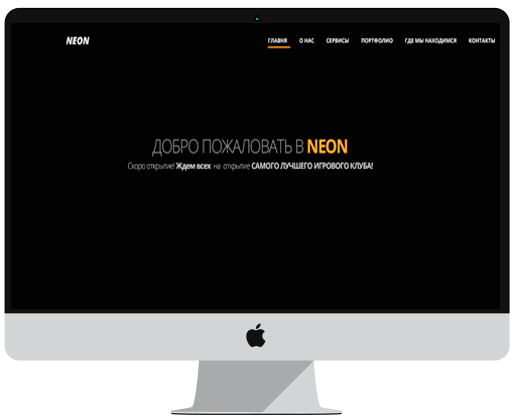 NEON
ГЛАВНЯ О НАС СЕРВИСЫ ПОРТФОЛИО ГДЕ МЫ НАХОДИМСЯ КОНТАКТЫ
ДОБРО ПОЖАЛОВАТЬ В NEON
Скоро открытие! Ждем всех на открытие САМОГО ЛУЧШЕГО ИГРОВОГО КЛУБА!